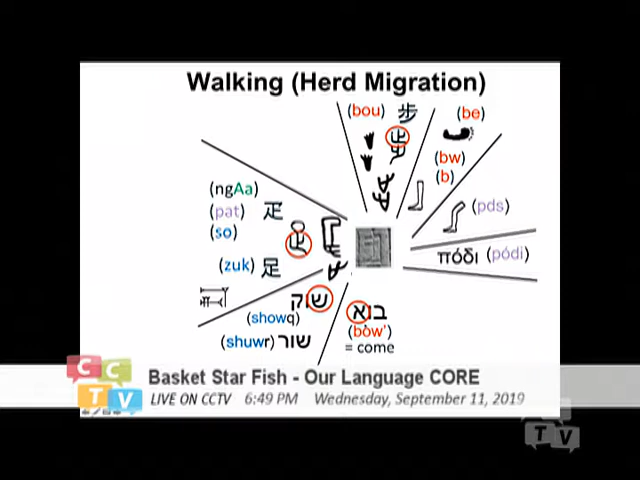 Walking (Herd Migration)
(bou) 步
(be)
(bw)
(b)
(ngAa)
(pat) 疋
(so)
(zuk) 足
(pds)
πόδι (pódi)
שוק
(showq)
(shuwr) שור
בוא
(bow')
= come
Basket Star Fish - Our Language CORE
LIVE ON CCTV 6:49 PM Wednesday, September 11, 2019
CCTV
TV